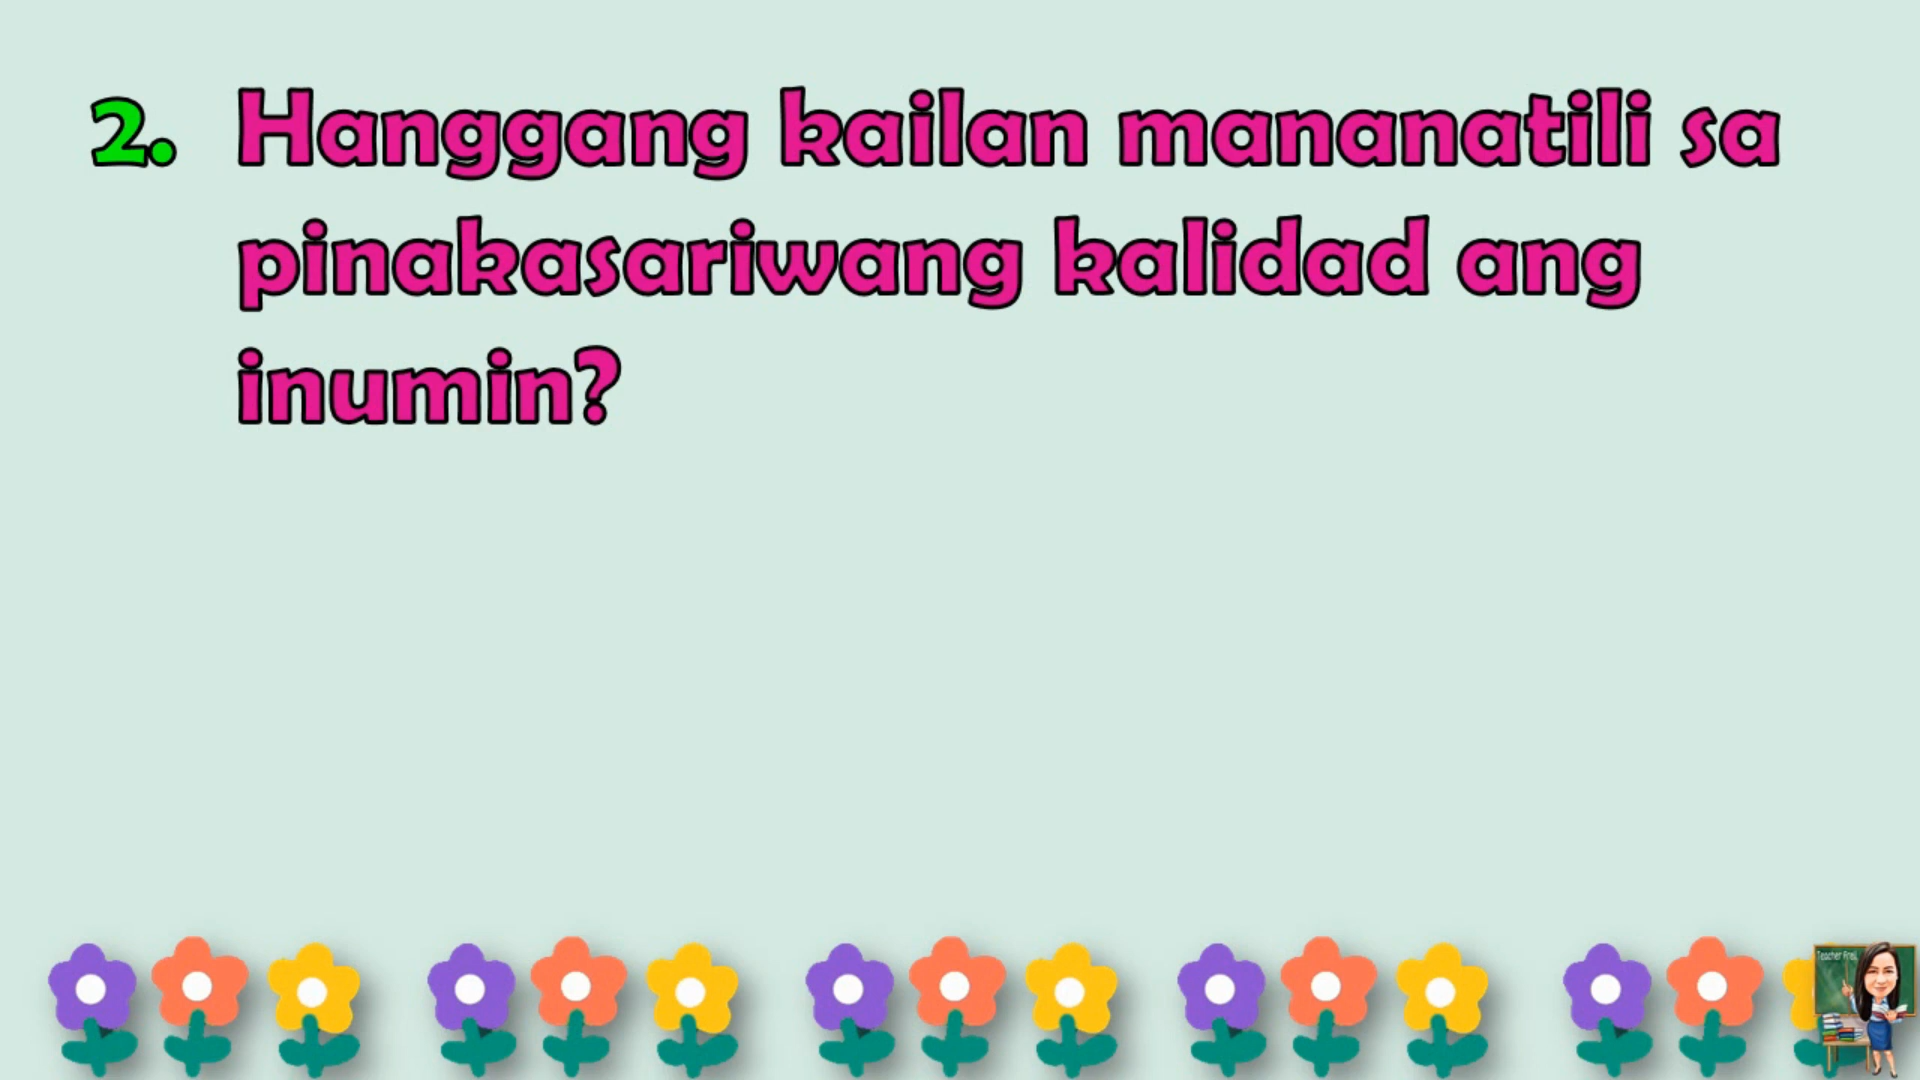 2. Hanggang kailan mananatili sa
pinakasariwang kalidad ang
inumin?